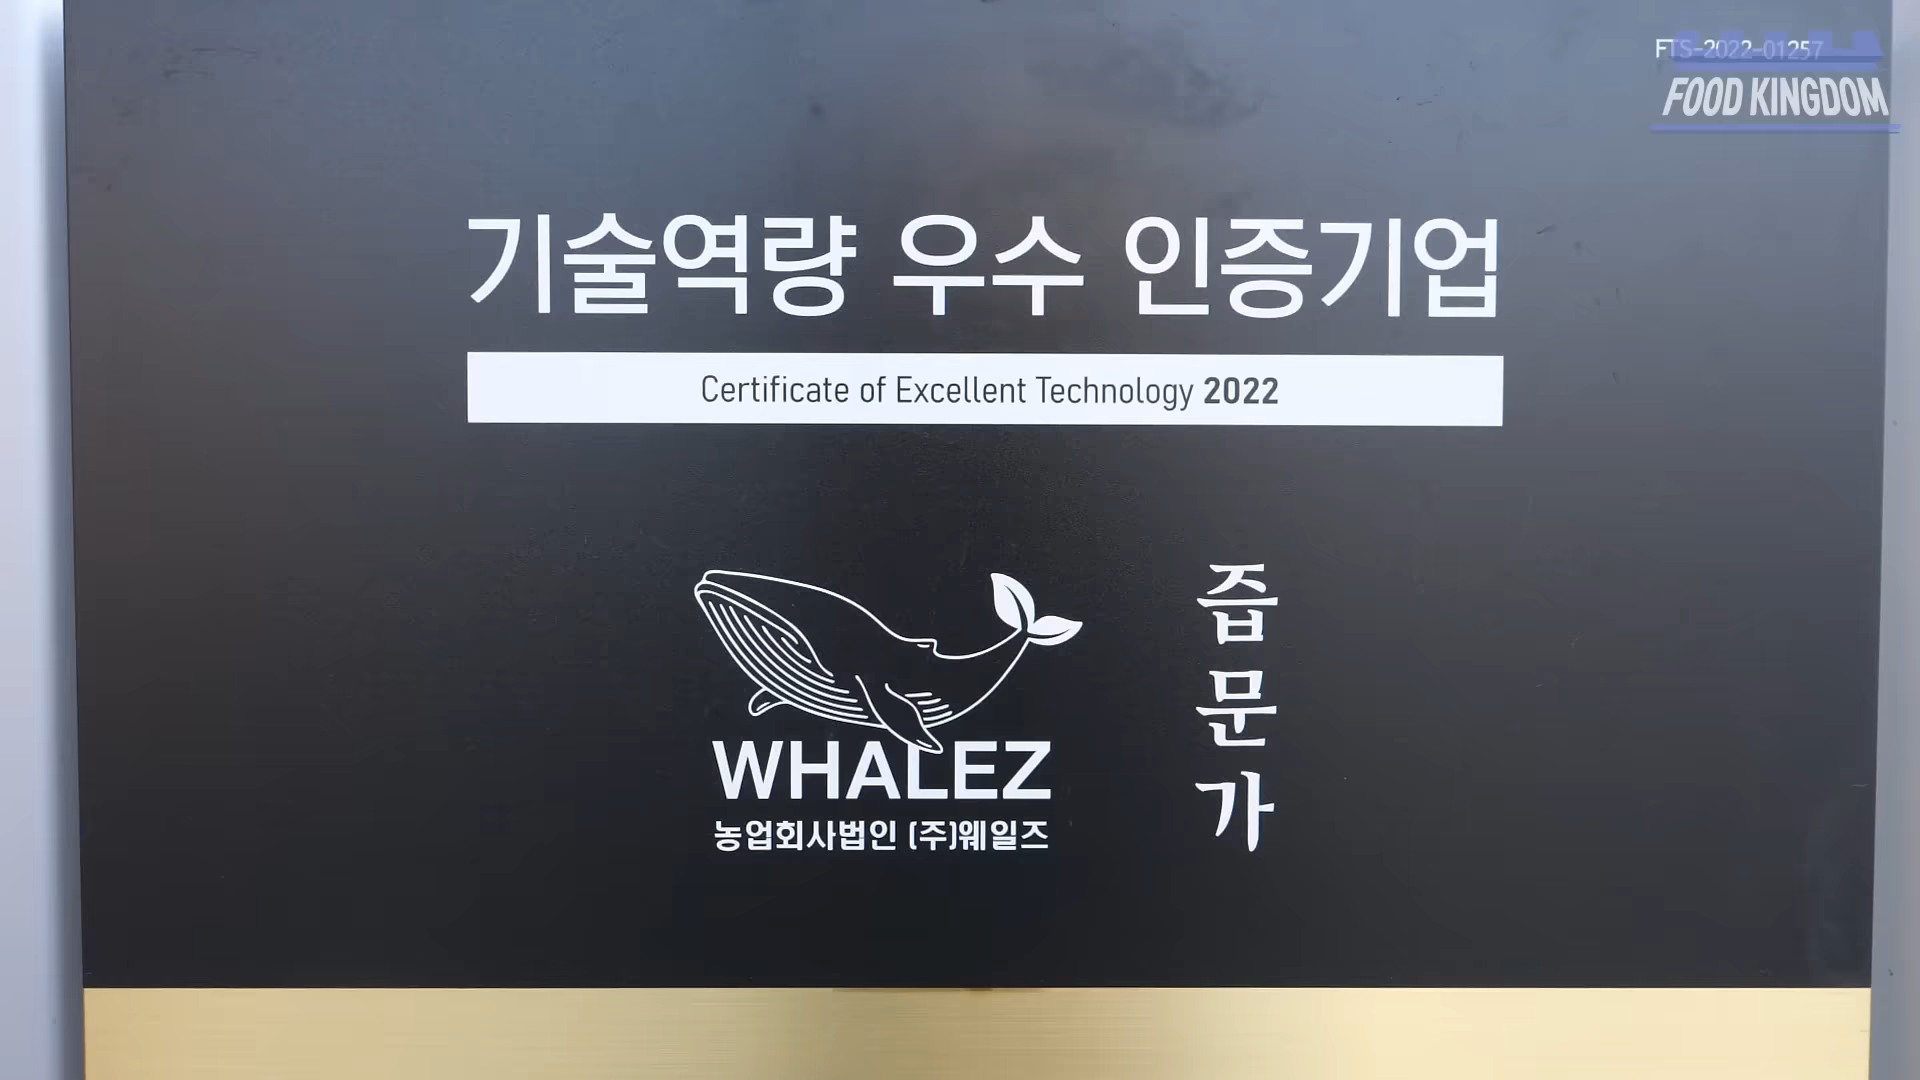 FTS-2022-01257
FOOD KINGDOM
기술역량 우수 인증기업
Certificate of Excellent Technology 2022
WHALEZ
농업회사법인 (주)웨일즈
즙문가